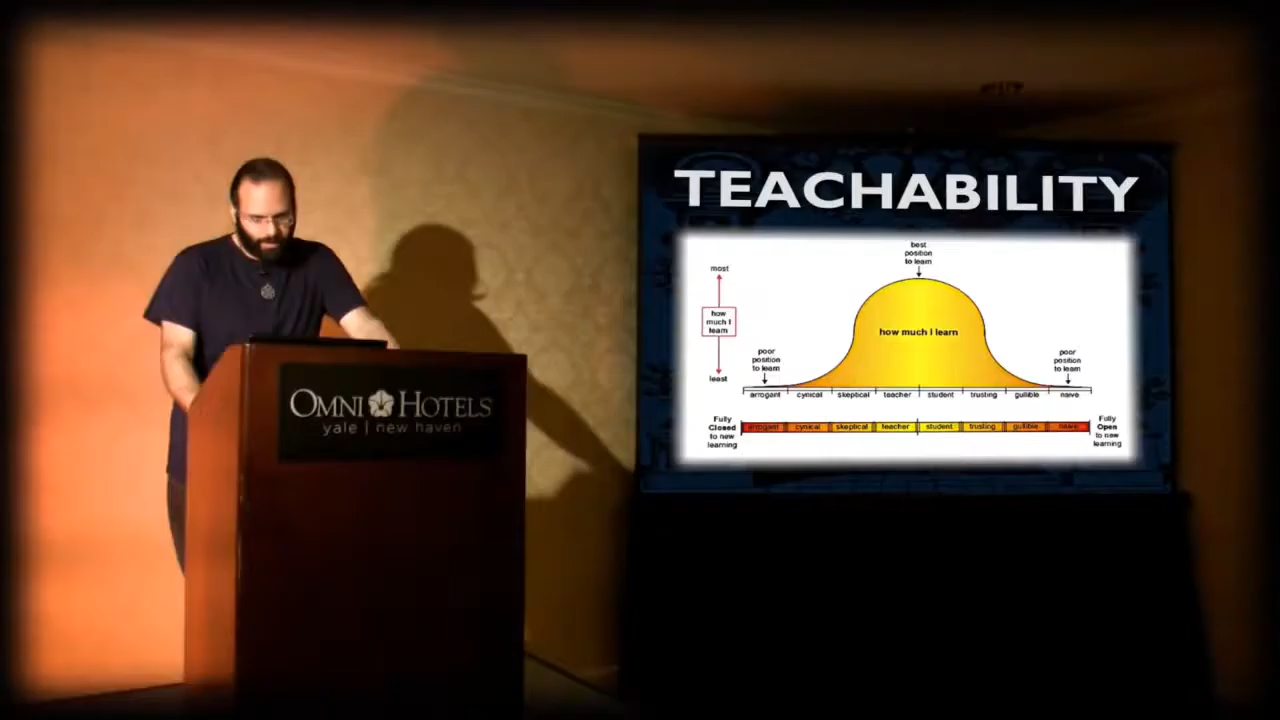 TEACHABILITY
best
position
to learn
most
how
much I
learn
how much I learn
poor
position
to learn
poor
position
to learn
least
arrogant cynical skeptical teacher student trusting gullible naive
Fully
Closed
to new
learning
arrogant cynical skeptical teacher student trusting gullible naive
Fully
Open
to new
learning
OMNI HOTELS
yale | new haven